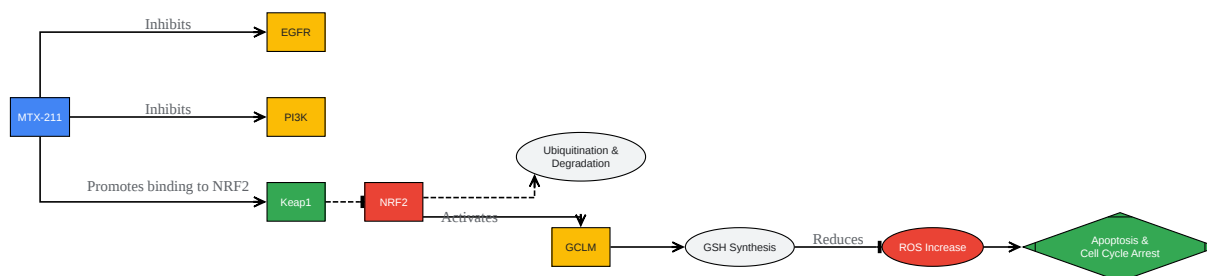 Inhibits
EGFR
MTX-211
Inhibits
PI3K
Ubiquitination &
Degradation
Promotes binding to NRF2
Keap1
NRF2
Activates
GCLM
GSH Synthesis
Reduces
ROS Increase
Apoptosis &
Cell Cycle Arrest